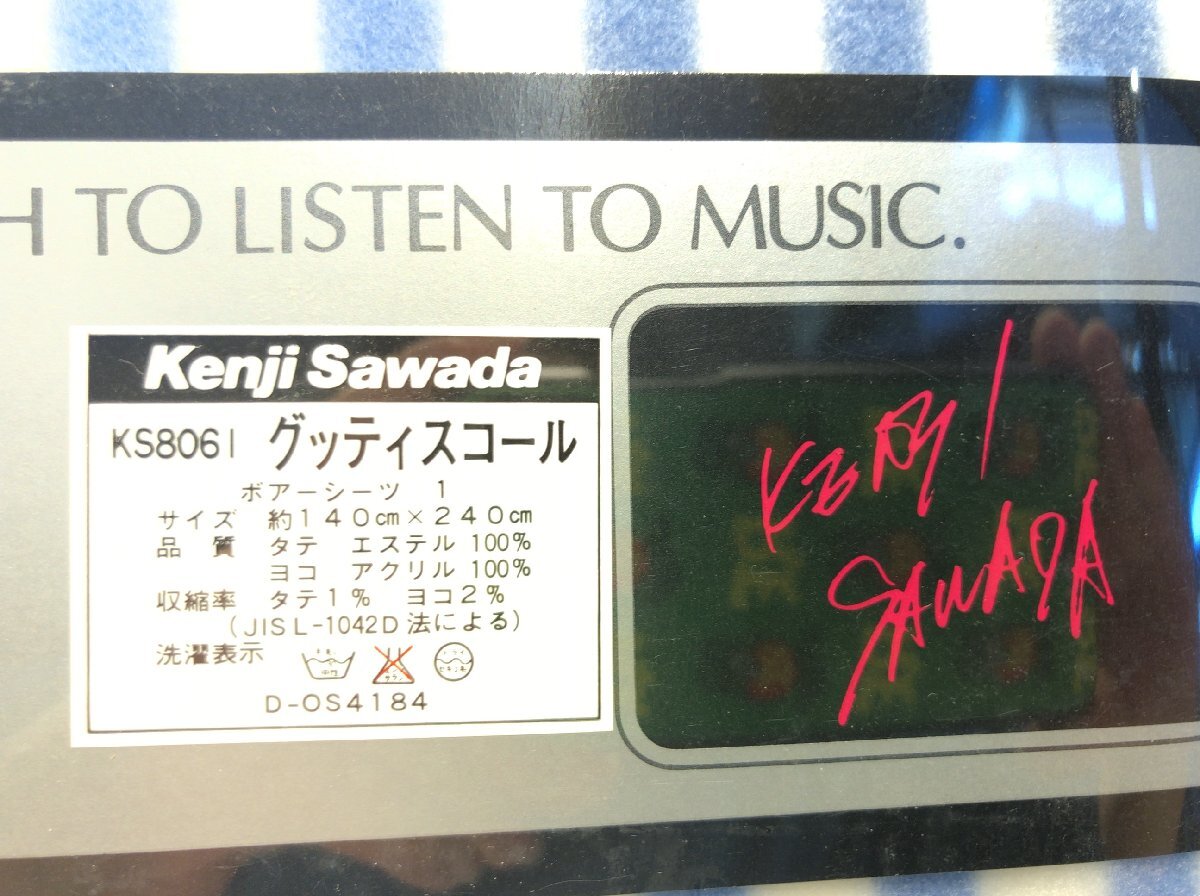 H TO LISTEN TO MUSIC.
Kenji Sawada
KS8061 グッティスコール
ボアーシーツ 1
サイズ 約140cm×240cm
品質 タテ エステル 100%
ヨコ アクリル 100%
収縮率 タテ1% ヨコ2%
(JIS L-1042D 法による)
洗濯表示
D-OS4184
KENJI
SAWADA